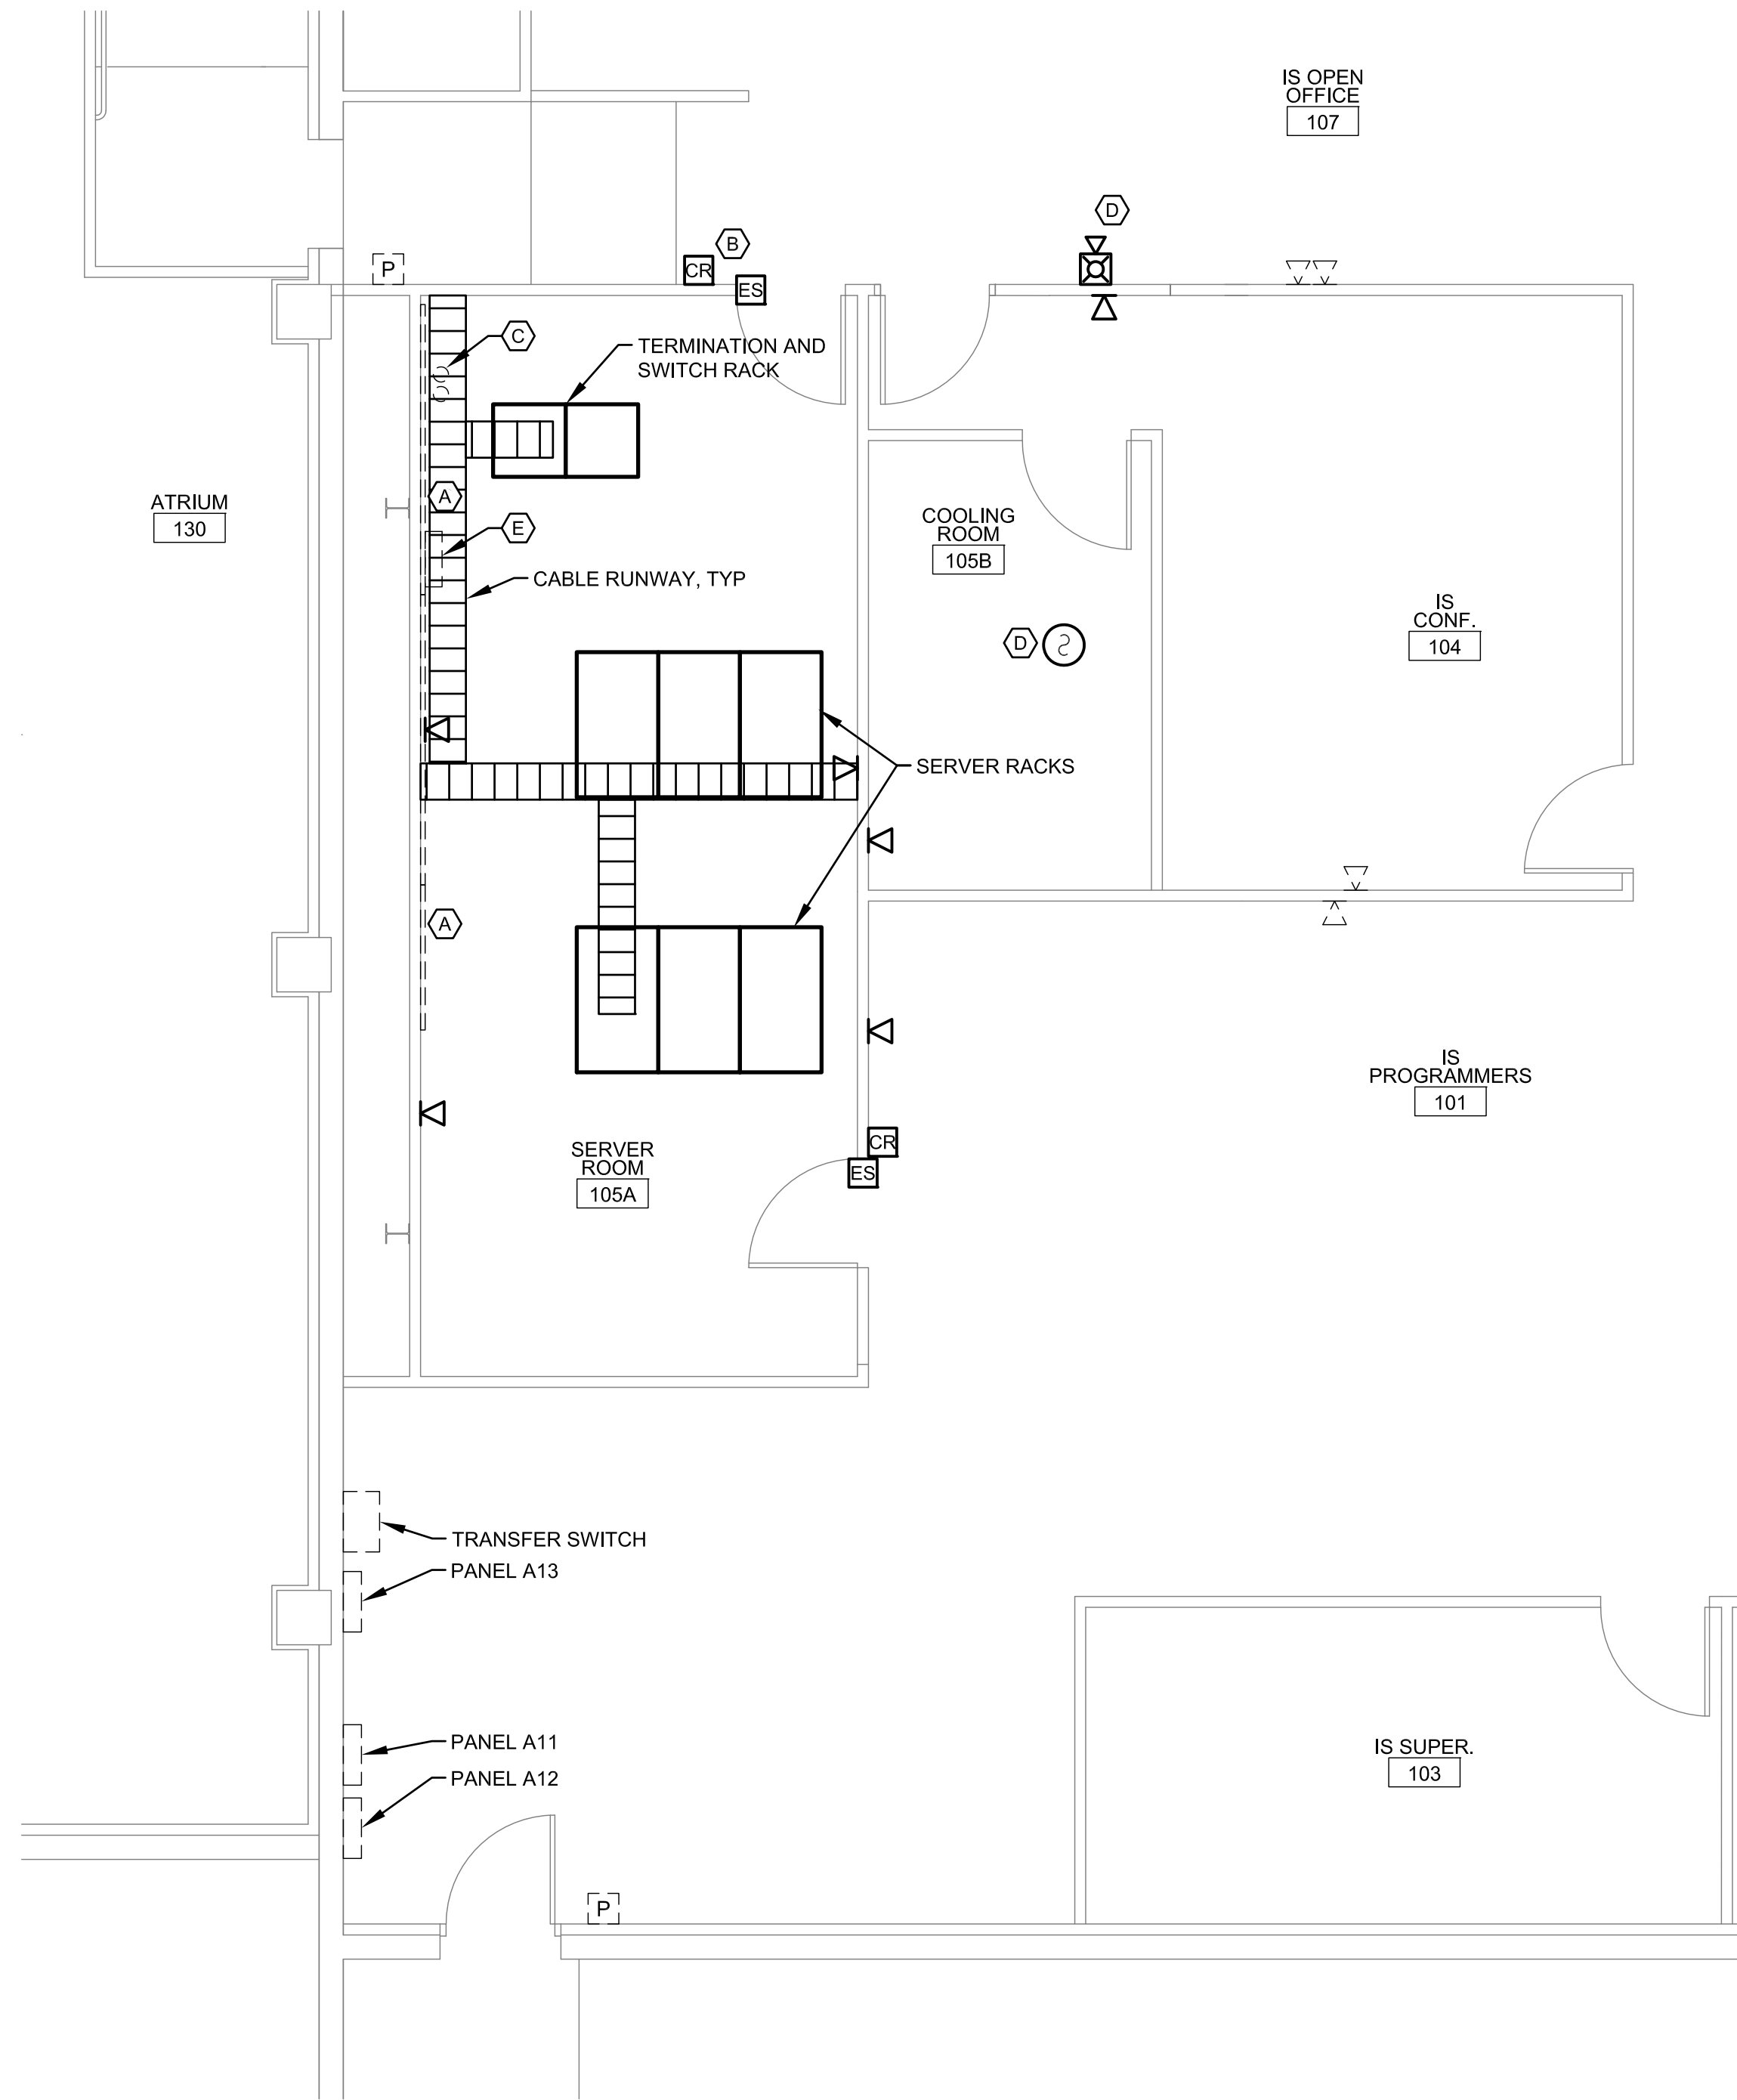 IS OPEN
OFFICE
107
D
B
P
CR
ES
C
TERMINATION AND
SWITCH RACK
A
ATRIUM
130
E
COOLING
ROOM
105B
CABLE RUNWAY, TYP
IS
CONF.
104
D
SERVER RACKS
A
IS
PROGRAMMERS
101
CR
ES
SERVER
ROOM
105A
TRANSFER SWITCH
PANEL A13
PANEL A11
PANEL A12
IS SUPER.
103
P